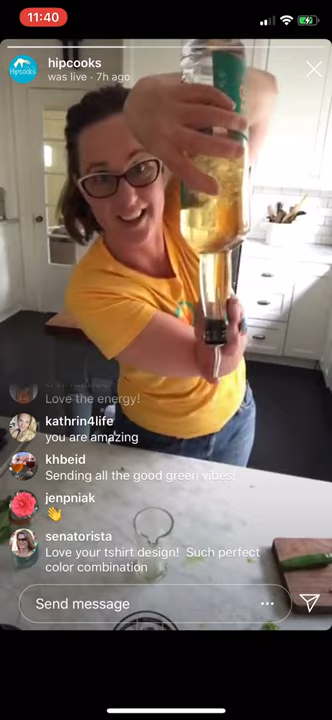 11:40
hipcooks
was live · 7h ago
Hipcooks
Love the energy!
kathrin4life
you are amazing
khbeid
Sending all the good green vibes!
jenpniak
👋
senatorista
Love your tshirt design! Such perfect
color combination
Send message